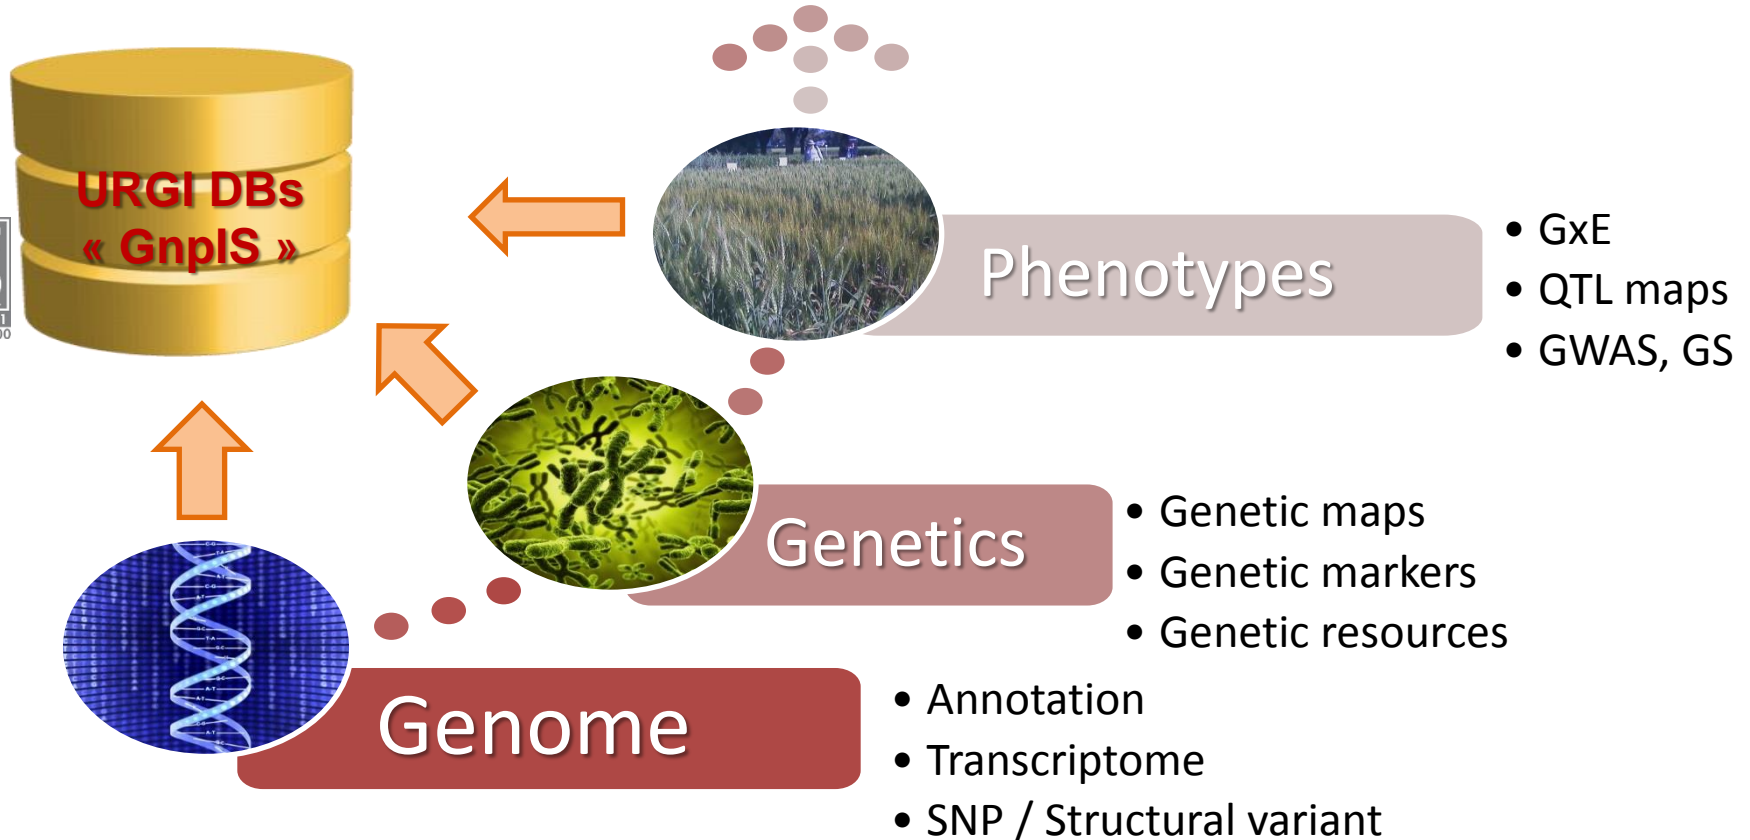 URGI DBs
« GnpIS »
Phenotypes
• GxE
• QTL maps
• GWAS, GS
Genetics
• Genetic maps
• Genetic markers
• Genetic resources
Genome
• Annotation
• Transcriptome
• SNP / Structural variant